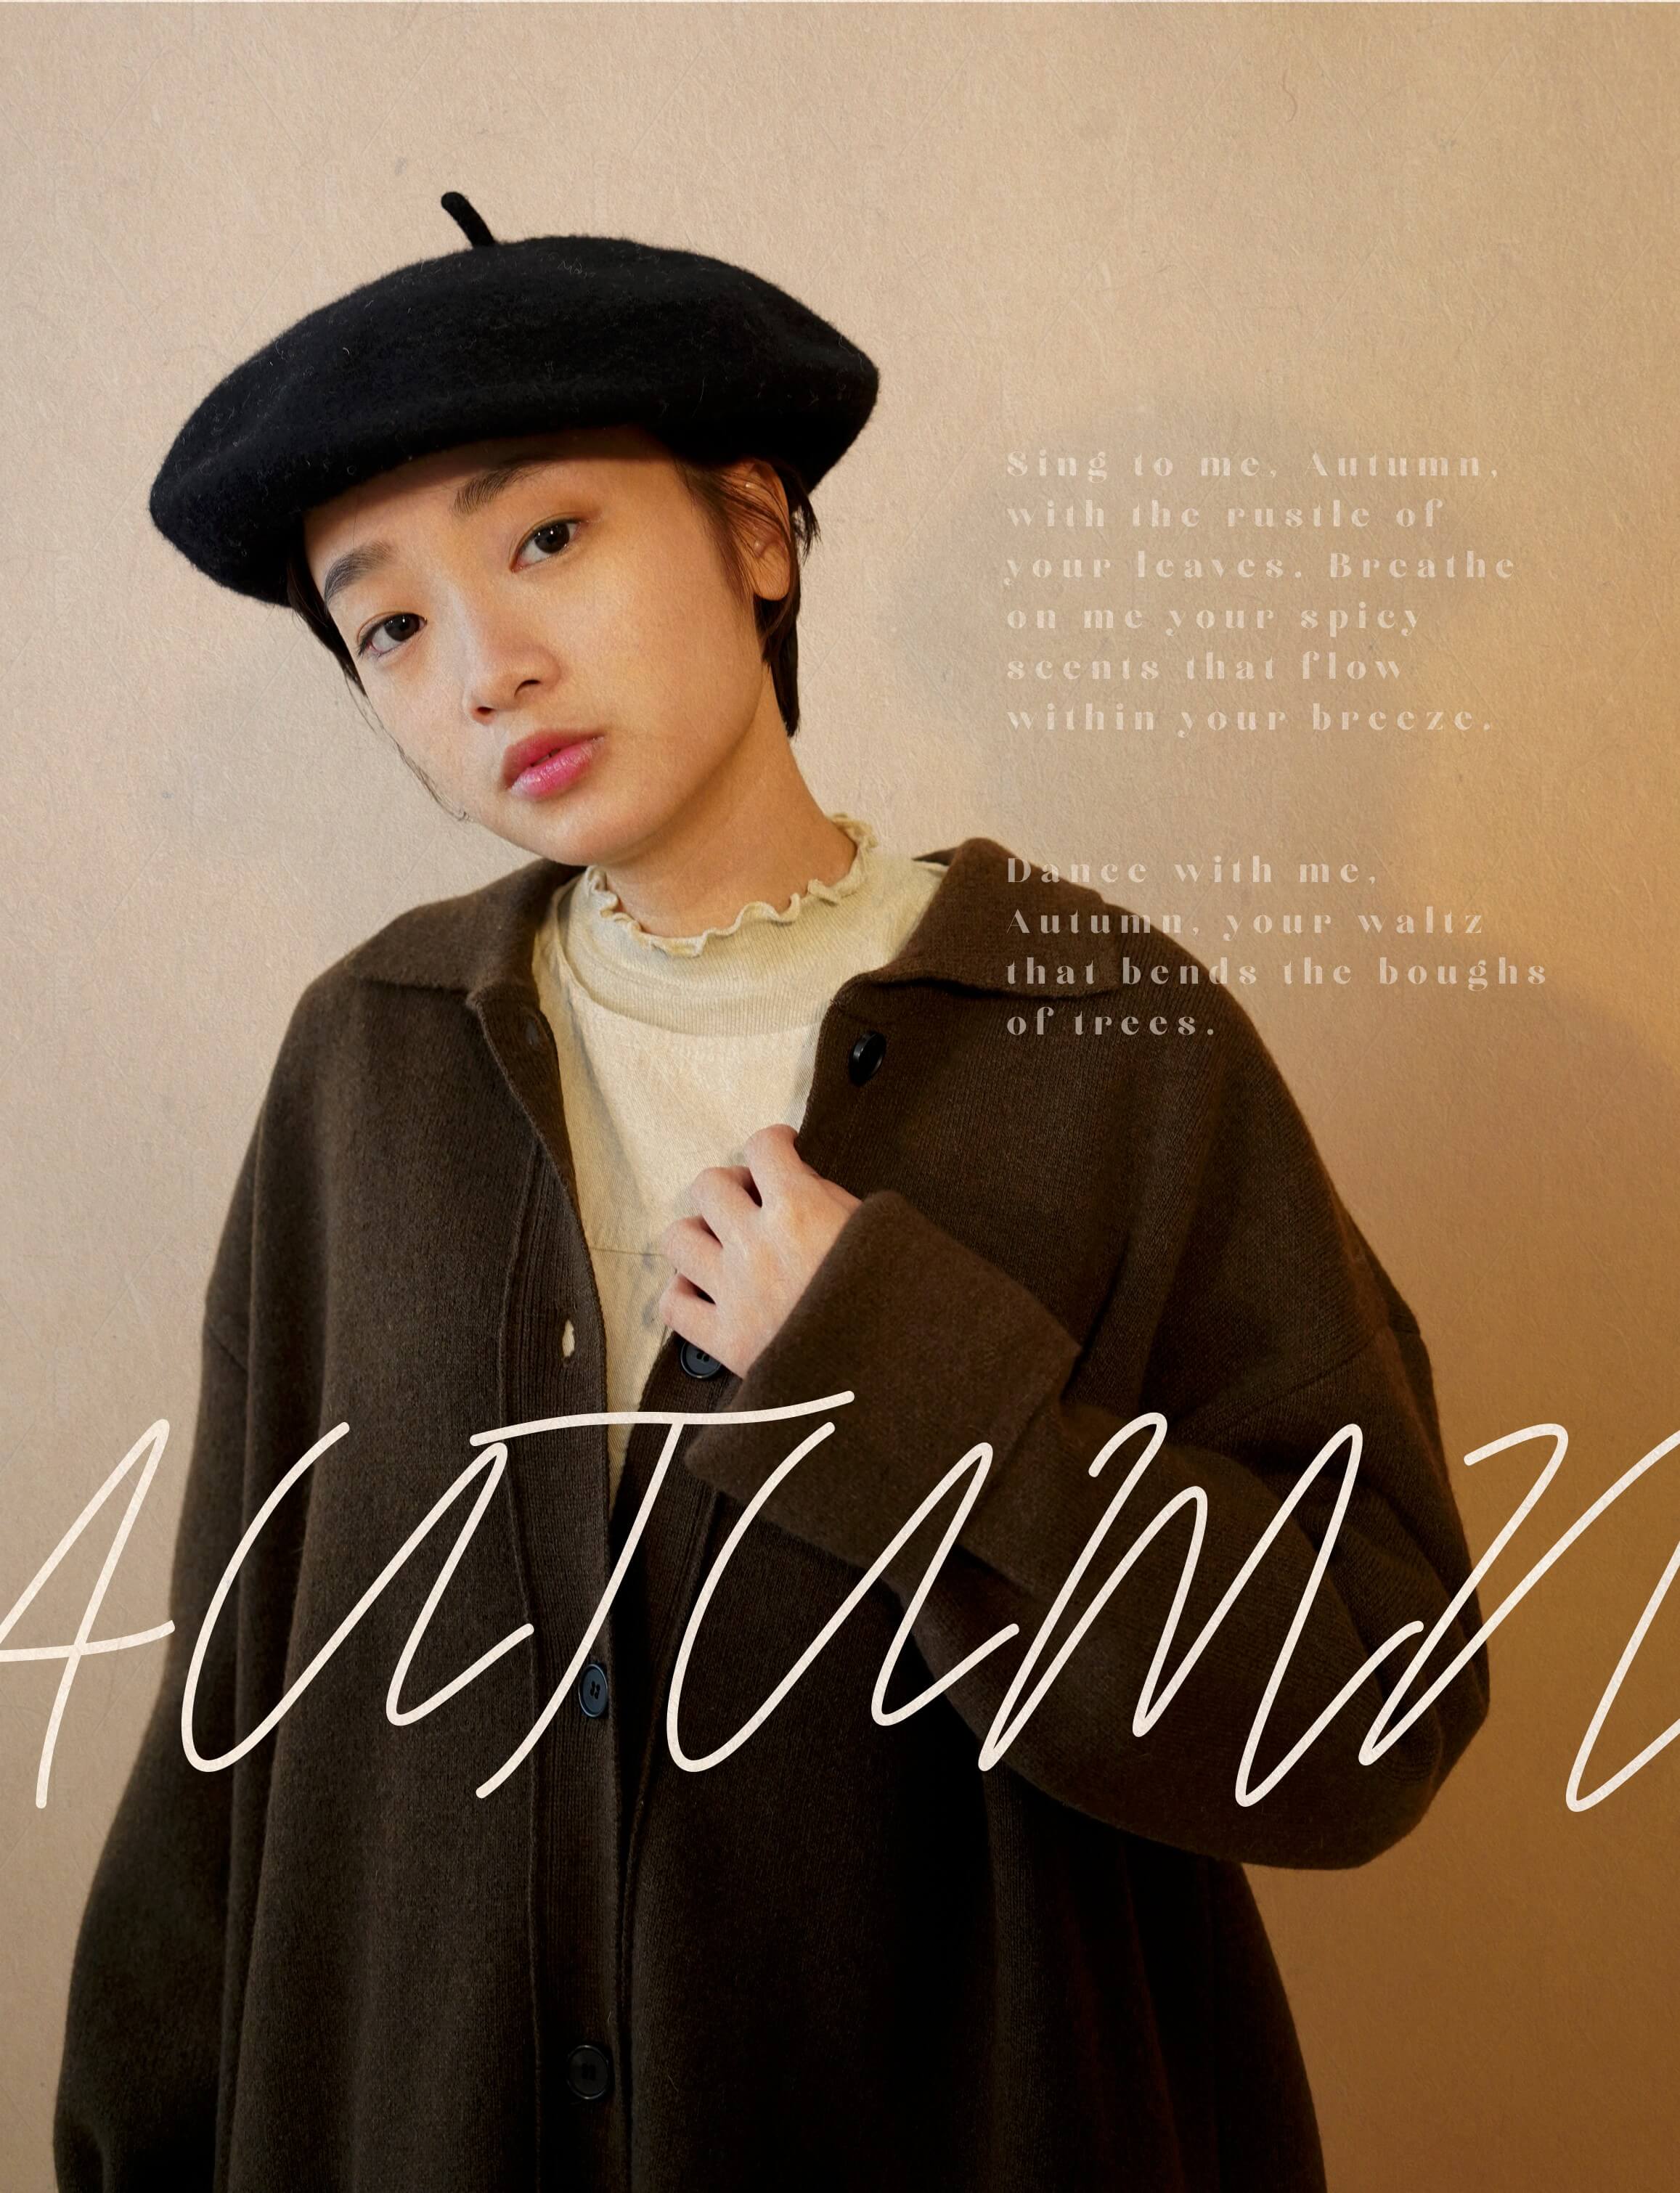 Sing to me, Autumn,
with the rustle of
your leaves. Breathe
on me your spicy
scents that flow
within your breeze.
Dance with me,
Autumn, your waltz
that bends the boughs
of trees.
AUTUMN